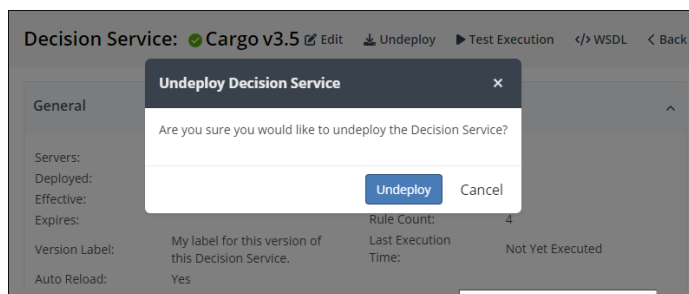 Decision Service: Cargo v3.5 Edit Undeploy Test Execution </> WSDL < Back
Undeploy Decision Service ×
General
Are you sure you would like to undeploy the Decision Service?
Servers:
Deployed:
Undeploy Cancel
Effective:
Expires: Rule Count: 4
Version Label: My label for this version of this Decision Service. Last Execution Time: Not Yet Executed
Auto Reload: Yes